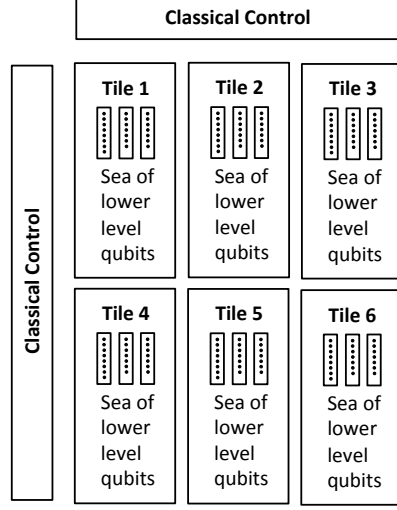 Classical Control
Classical Control
Tile 1
Sea of
lower
level
qubits
Tile 2
Sea of
lower
level
qubits
Tile 3
Sea of
lower
level
qubits
Tile 4
Sea of
lower
level
qubits
Tile 5
Sea of
lower
level
qubits
Tile 6
Sea of
lower
level
qubits